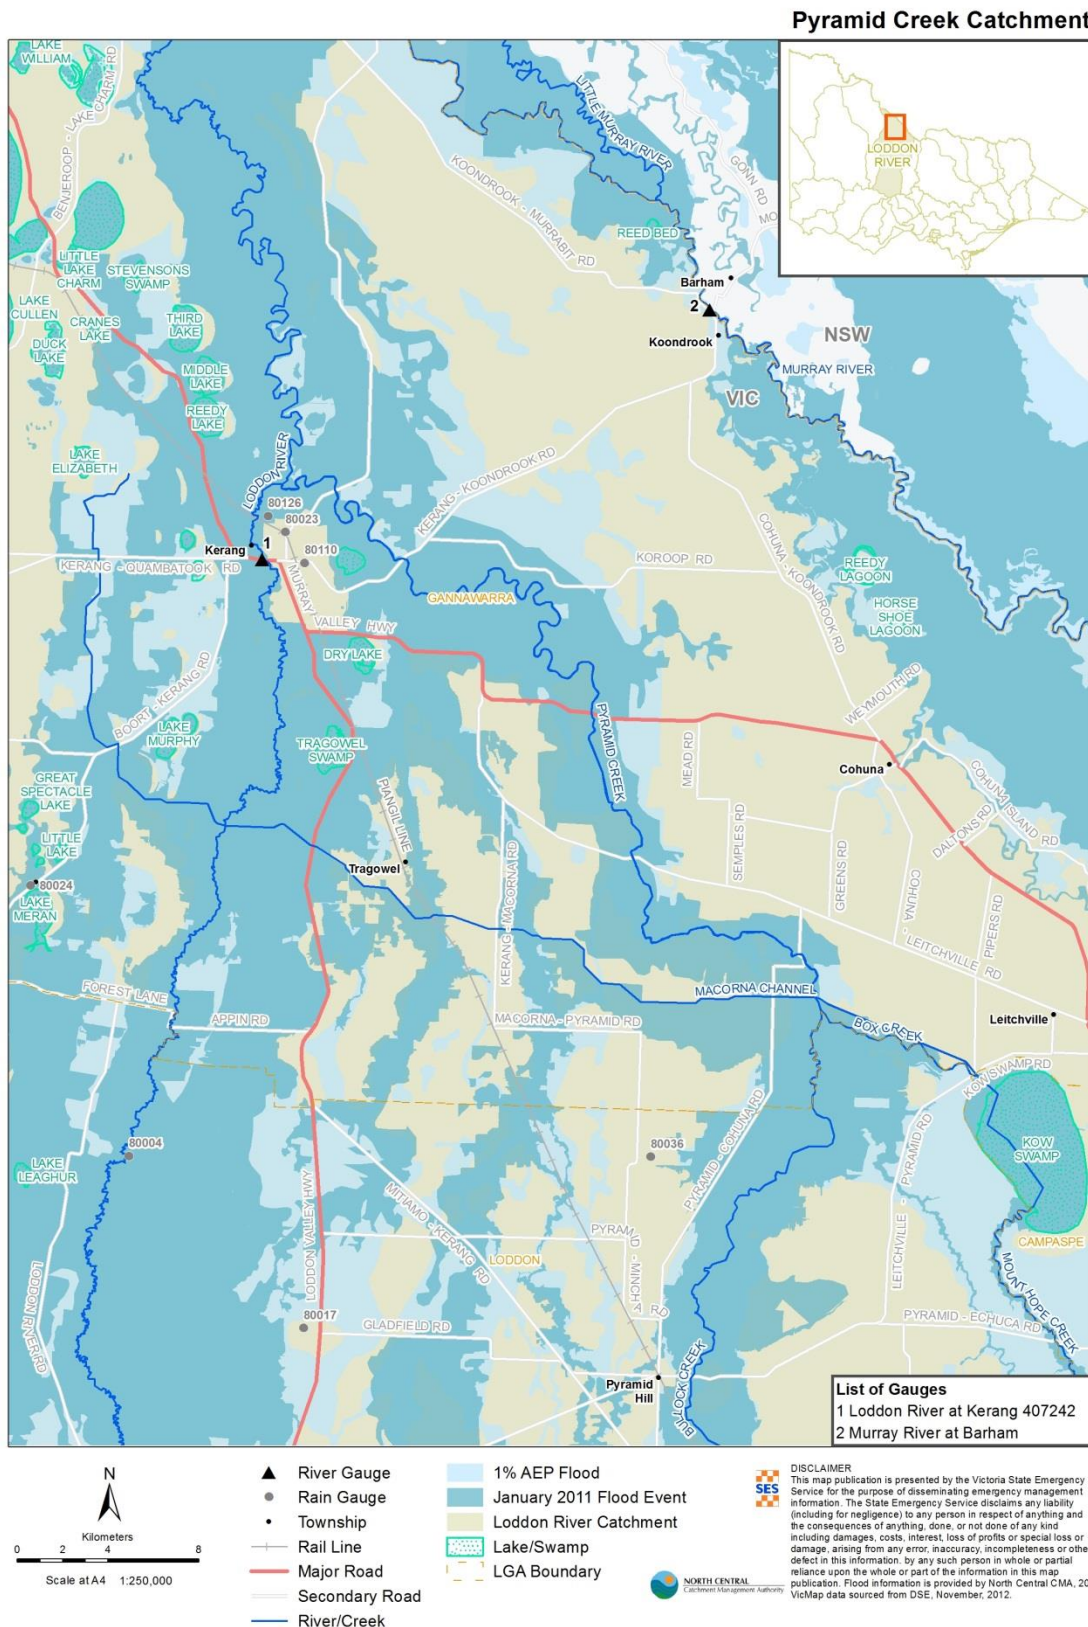 Pyramid Creek Catchment
LAKE
WILLIAM
BENJEROOP - LAKE CHARM RD
LITTLE MURRAY RIVER
GONN RD
MO
LODDON
RIVER
KOONDROOK - MURRABIT RD
REED BED
LITTLE
LAKE
CHARM
STEVENSONS
SWAMP
Barham
2
LAKE
CULLEN
CRANES
LAKE
THIRD
LAKE
DUCK
LAKE
Koondrook
NSW
MURRAY RIVER
MIDDLE
LAKE
VIC
REEDY
LAKE
LAKE
ELIZABETH
LODDON RIVER
KERANG - KOONDROOK RD
80126
80023
Kerang
1
80110
KERANG - QUAMBATOOK RD
MURRAY
VALLEY HWY
KOROOP RD
COHUNA - KOONDROOK RD
REEDY
LAGOON
GANNAWARRA
HORSE
SHOE
LAGOON
DRY LAKE
BOORT - KERANG RD
WEYMOUTH RD
LAKE
MURPHY
TRAGOWEL
SWAMP
PYRAMID CREEK
MEAD RD
Cohuna
COHUNA ISLAND RD
GREAT
SPECTACLE
LAKE
PIANGIL LINE
DALTONS RD
LITTLE
LAKE
Tragowel
KERANG - MACORNA RD
SEMPLES RD
GREENS RD
COHUNA
- LEITCHVILLE RD
PIPERS RD
80024
LAKE
MERAN
FOREST LANE
APPIN RD
MACORNA CHANNEL
MACORNA - PYRAMID RD
BOX CREEK
Leitchville
KOW SWAMP RD
80004
80036
PYRAMID - COHUNA RD
LEITCHVILLE - PYRAMID RD
KOW
SWAMP
LAKE
LEAGHUR
LODDON VALLEY HWY
MITIAMO - KERANG RD
LODDON
PYRAMID - MINCHA RD
CAMPASPE
LODDON RIVER RD
MOUNT HOPE CREEK
80017
GLADFIELD RD
PYRAMID - ECHUCA RD
BULLOCK CREEK
Pyramid
Hill
List of Gauges
1 Loddon River at Kerang 407242
2 Murray River at Barham
N
Kilometers
0 2 4 8
Scale at A4 1:250,000
River Gauge
Rain Gauge
Township
Rail Line
Major Road
Secondary Road
River/Creek
1% AEP Flood
January 2011 Flood Event
Loddon River Catchment
Lake/Swamp
LGA Boundary
SES
NORTH CENTRAL
Catchment Management Authority
DISCLAIMER
This map publication is presented by the Victoria State Emergency
Service for the purpose of disseminating emergency management
information. The State Emergency Service disclaims any liability
(including for negligence) to any person in respect of anything and
the consequences of anything, done, or not done of any kind
including damages, costs, interest, loss of profits or special loss or
damage, arising from any error, inaccuracy, incompleteness or othe
defect in this information. by any such person in whole or partial
reliance upon the whole or part of the information in this map
publication. Flood information is provided by North Central CMA, 20
VicMap data sourced from DSE, November, 2012.